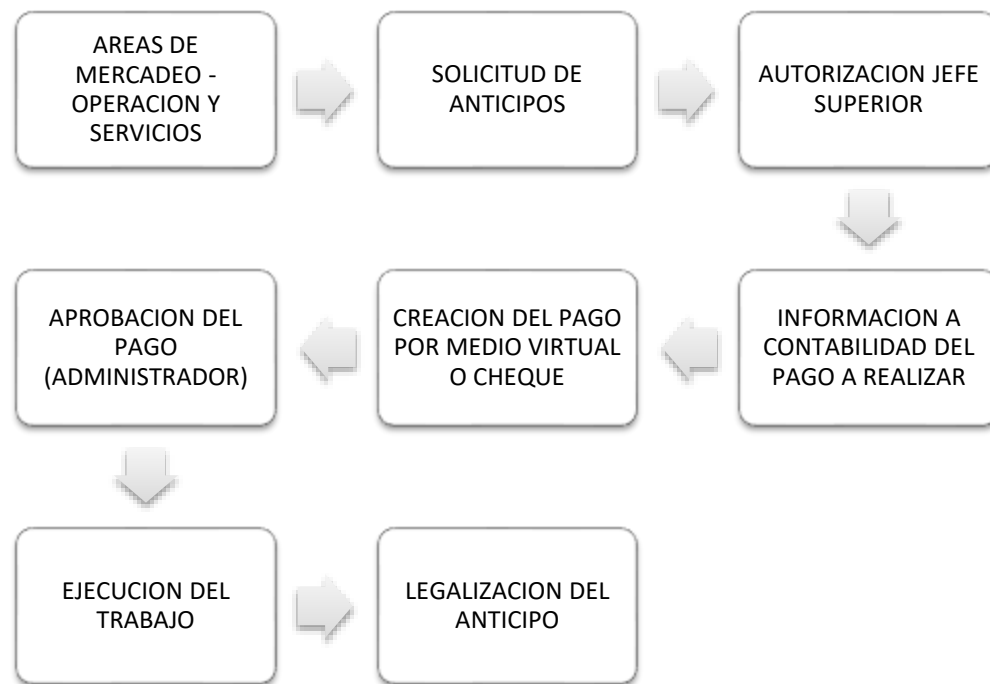 AREAS DE
MERCADEO -
OPERACION Y
SERVICIOS
SOLICITUD DE
ANTICIPOS
AUTORIZACION JEFE
SUPERIOR
INFORMACION A
CONTABILIDAD DEL
PAGO A REALIZAR
CREACION DEL PAGO
POR MEDIO VIRTUAL
O CHEQUE
APROBACION DEL
PAGO
(ADMINISTRADOR)
EJECUCION DEL
TRABAJO
LEGALIZACION DEL
ANTICIPO